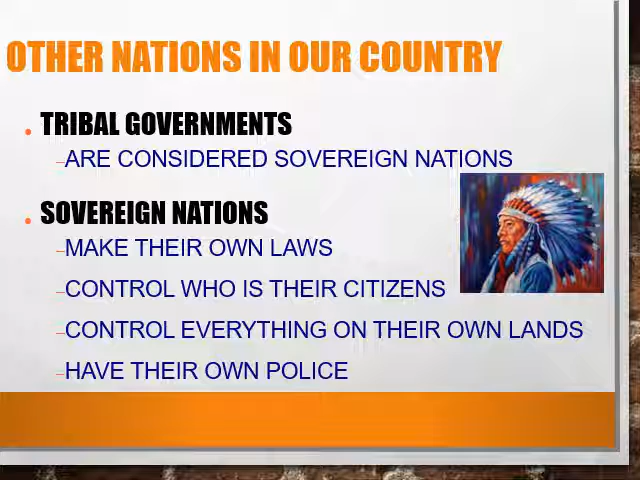 OTHER NATIONS IN OUR COUNTRY
. TRIBAL GOVERNMENTS
–ARE CONSIDERED SOVEREIGN NATIONS
. SOVEREIGN NATIONS
–MAKE THEIR OWN LAWS
–CONTROL WHO IS THEIR CITIZENS
–CONTROL EVERYTHING ON THEIR OWN LANDS
–HAVE THEIR OWN POLICE